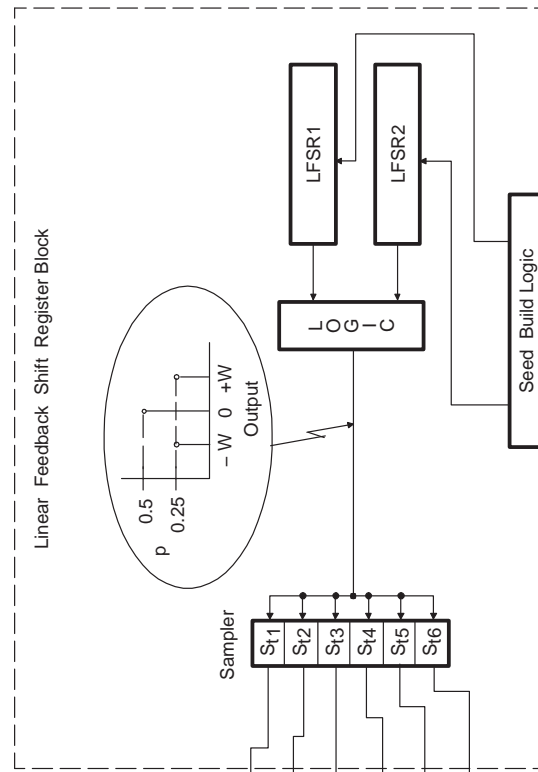 Linear Feedback Shift Register Block
p
0.5
0.25
– W 0 +W
Output
LFSR1
LFSR2
LOGIC
Seed Build Logic
Sampler
St1
St2
St3
St4
St5
St6